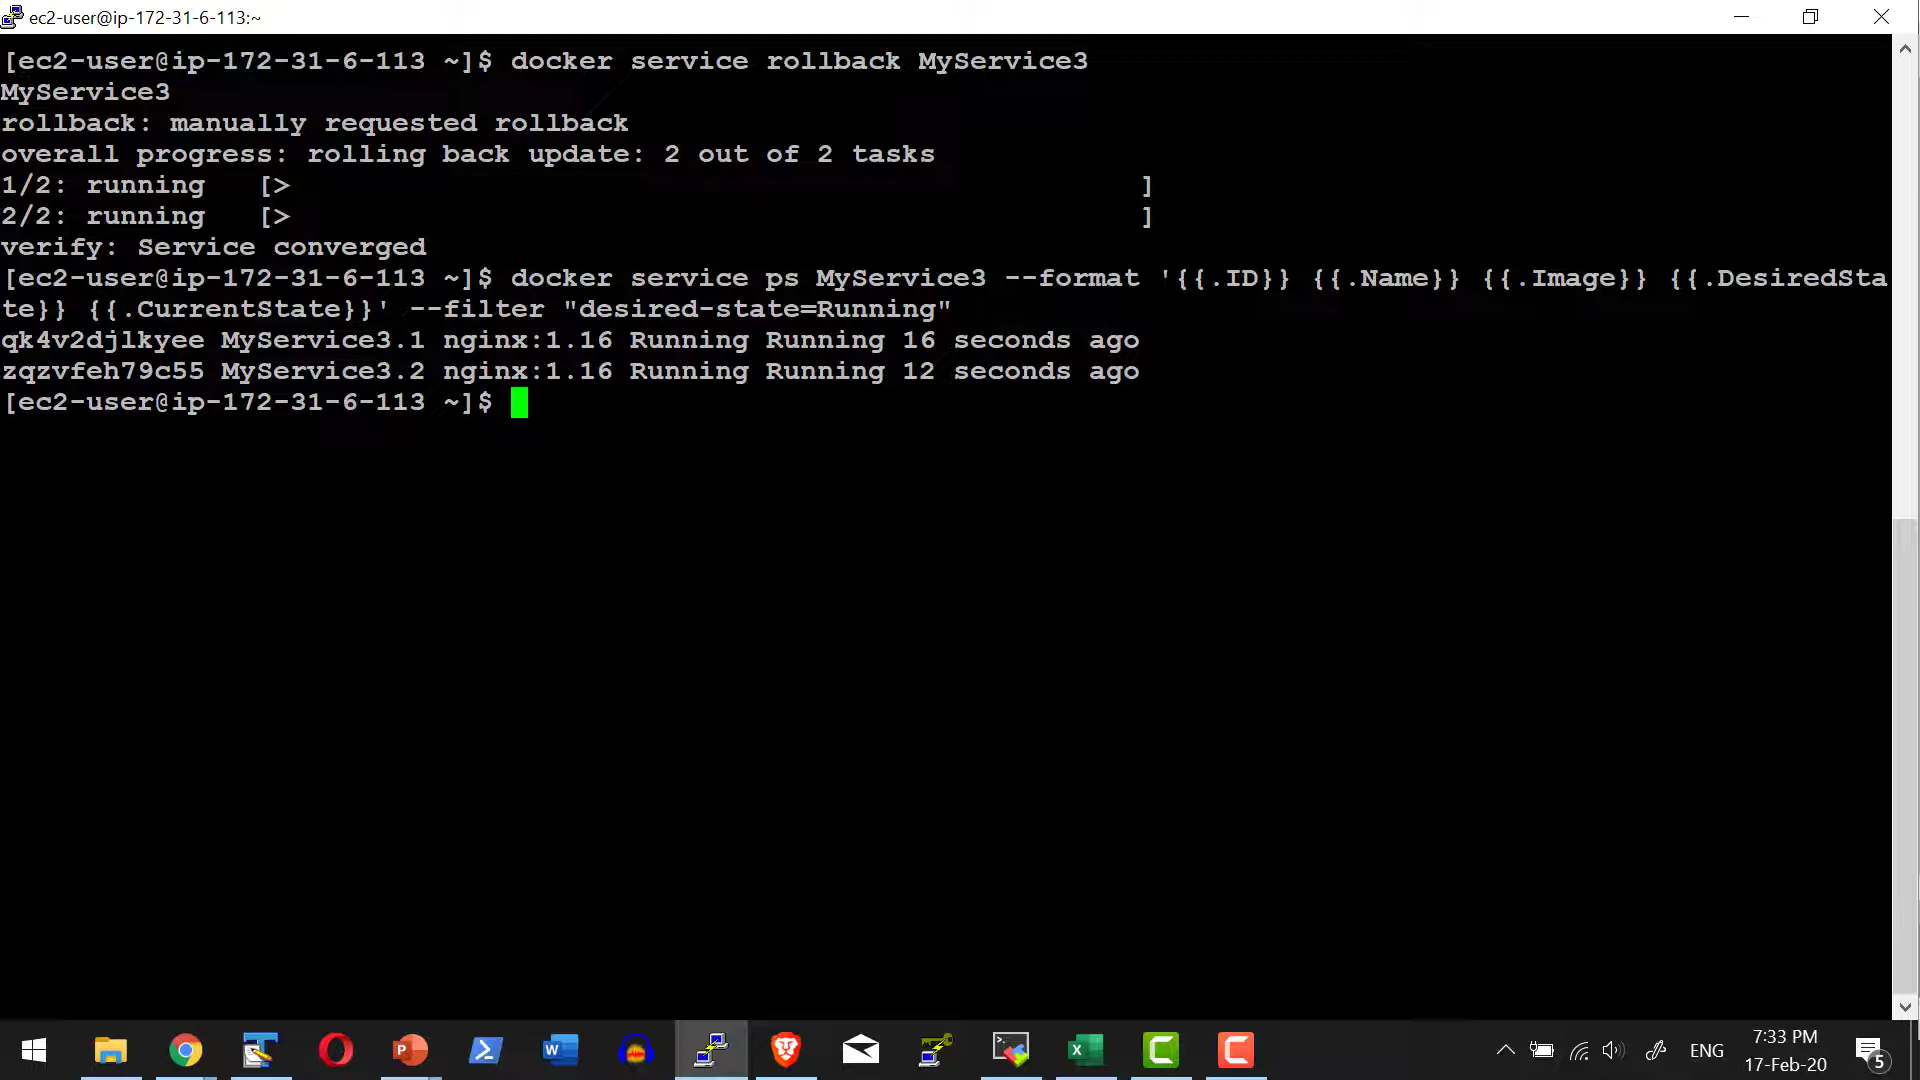 ec2-user@ip-172-31-6-113:~
[ec2-user@ip-172-31-6-113 ~]$ docker service rollback MyService3
MyService3
rollback: manually requested rollback
overall progress: rolling back update: 2 out of 2 tasks
1/2: running   [>                                                  ]
2/2: running   [>                                                  ]
verify: Service converged
[ec2-user@ip-172-31-6-113 ~]$ docker service ps MyService3 --format '{{.ID}} {{.Name}} {{.Image}} {{.DesiredSta
te}} {{.CurrentState}}' --filter "desired-state=Running"
qk4v2djlkyee MyService3.1 nginx:1.16 Running Running 16 seconds ago
zqzvfeh79c55 MyService3.2 nginx:1.16 Running Running 12 seconds ago
[ec2-user@ip-172-31-6-113 ~]$
ENG
7:33 PM
17-Feb-20
5